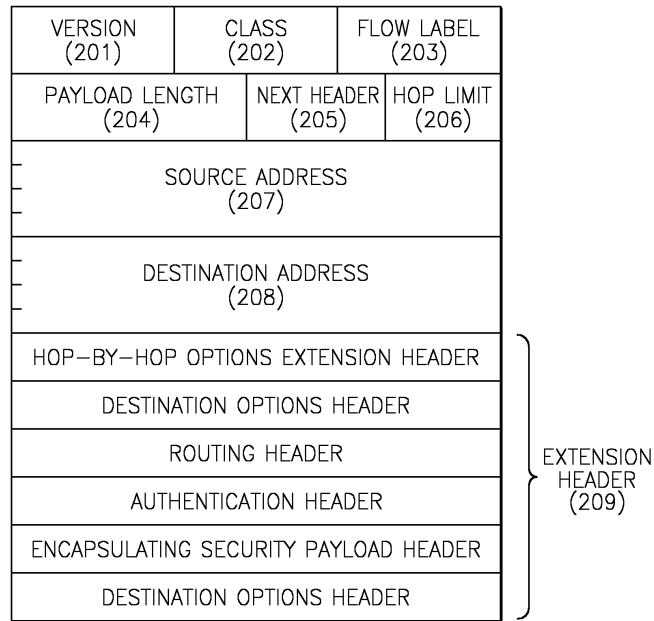 VERSION
(201)
CLASS
(202)
FLOW LABEL
(203)
PAYLOAD LENGTH
(204)
NEXT HEADER
(205)
HOP LIMIT
(206)
SOURCE ADDRESS
(207)
DESTINATION ADDRESS
(208)
HOP-BY-HOP OPTIONS EXTENSION HEADER
DESTINATION OPTIONS HEADER
ROUTING HEADER
AUTHENTICATION HEADER
ENCAPSULATING SECURITY PAYLOAD HEADER
DESTINATION OPTIONS HEADER
EXTENSION
HEADER
(209)